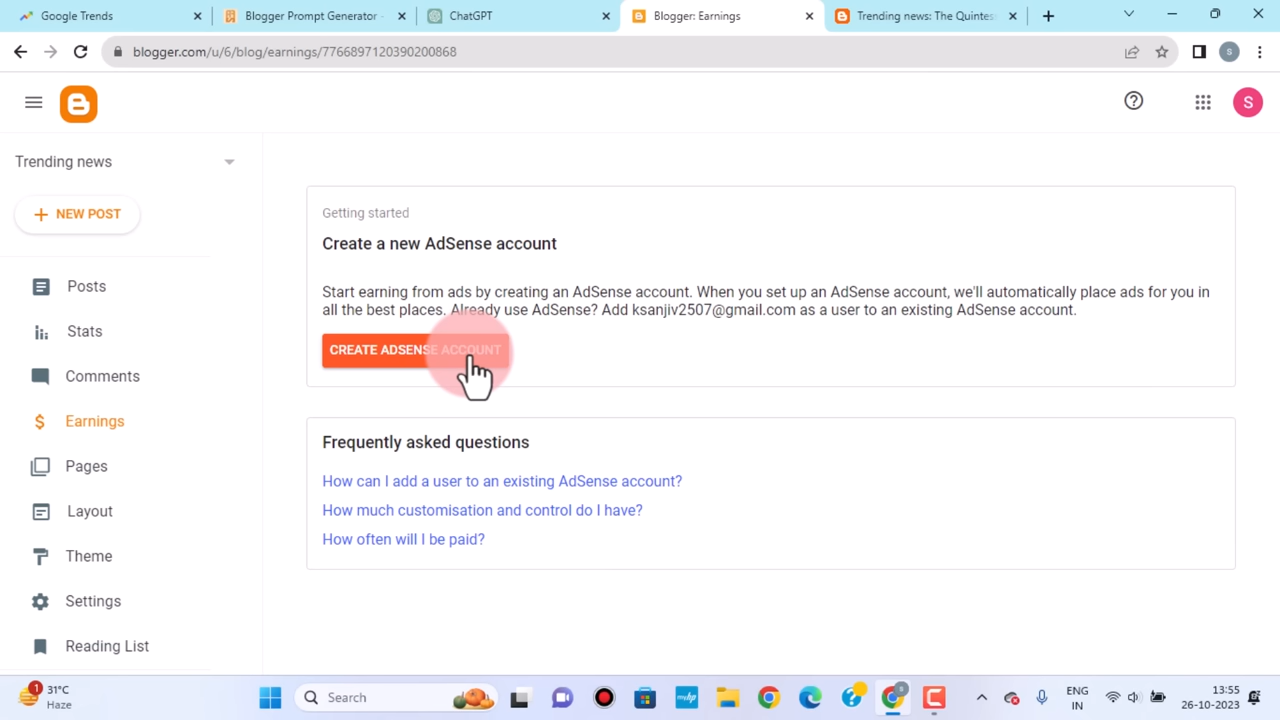 Google Trends
Blogger Prompt Generator -
ChatGPT
Blogger: Earnings
Trending news: The Quintes
blogger.com/u/6/blog/earnings/7766897120390200868
S
S
Trending news
NEW POST
Posts
Stats
Comments
Earnings
Pages
Layout
Theme
Settings
Reading List
Getting started
Create a new AdSense account
Start earning from ads by creating an AdSense account. When you set up an AdSense account, we'll automatically place ads for you in
all the best places. Already use AdSense? Add ksanjiv2507@gmail.com as a user to an existing AdSense account.
CREATE ADSENSE ACCOUNT
Frequently asked questions
How can I add a user to an existing AdSense account?
How much customisation and control do I have?
How often will I be paid?
1
31°C
Haze
Search
myhp
S
ENG
IN
13:55
26-10-2023